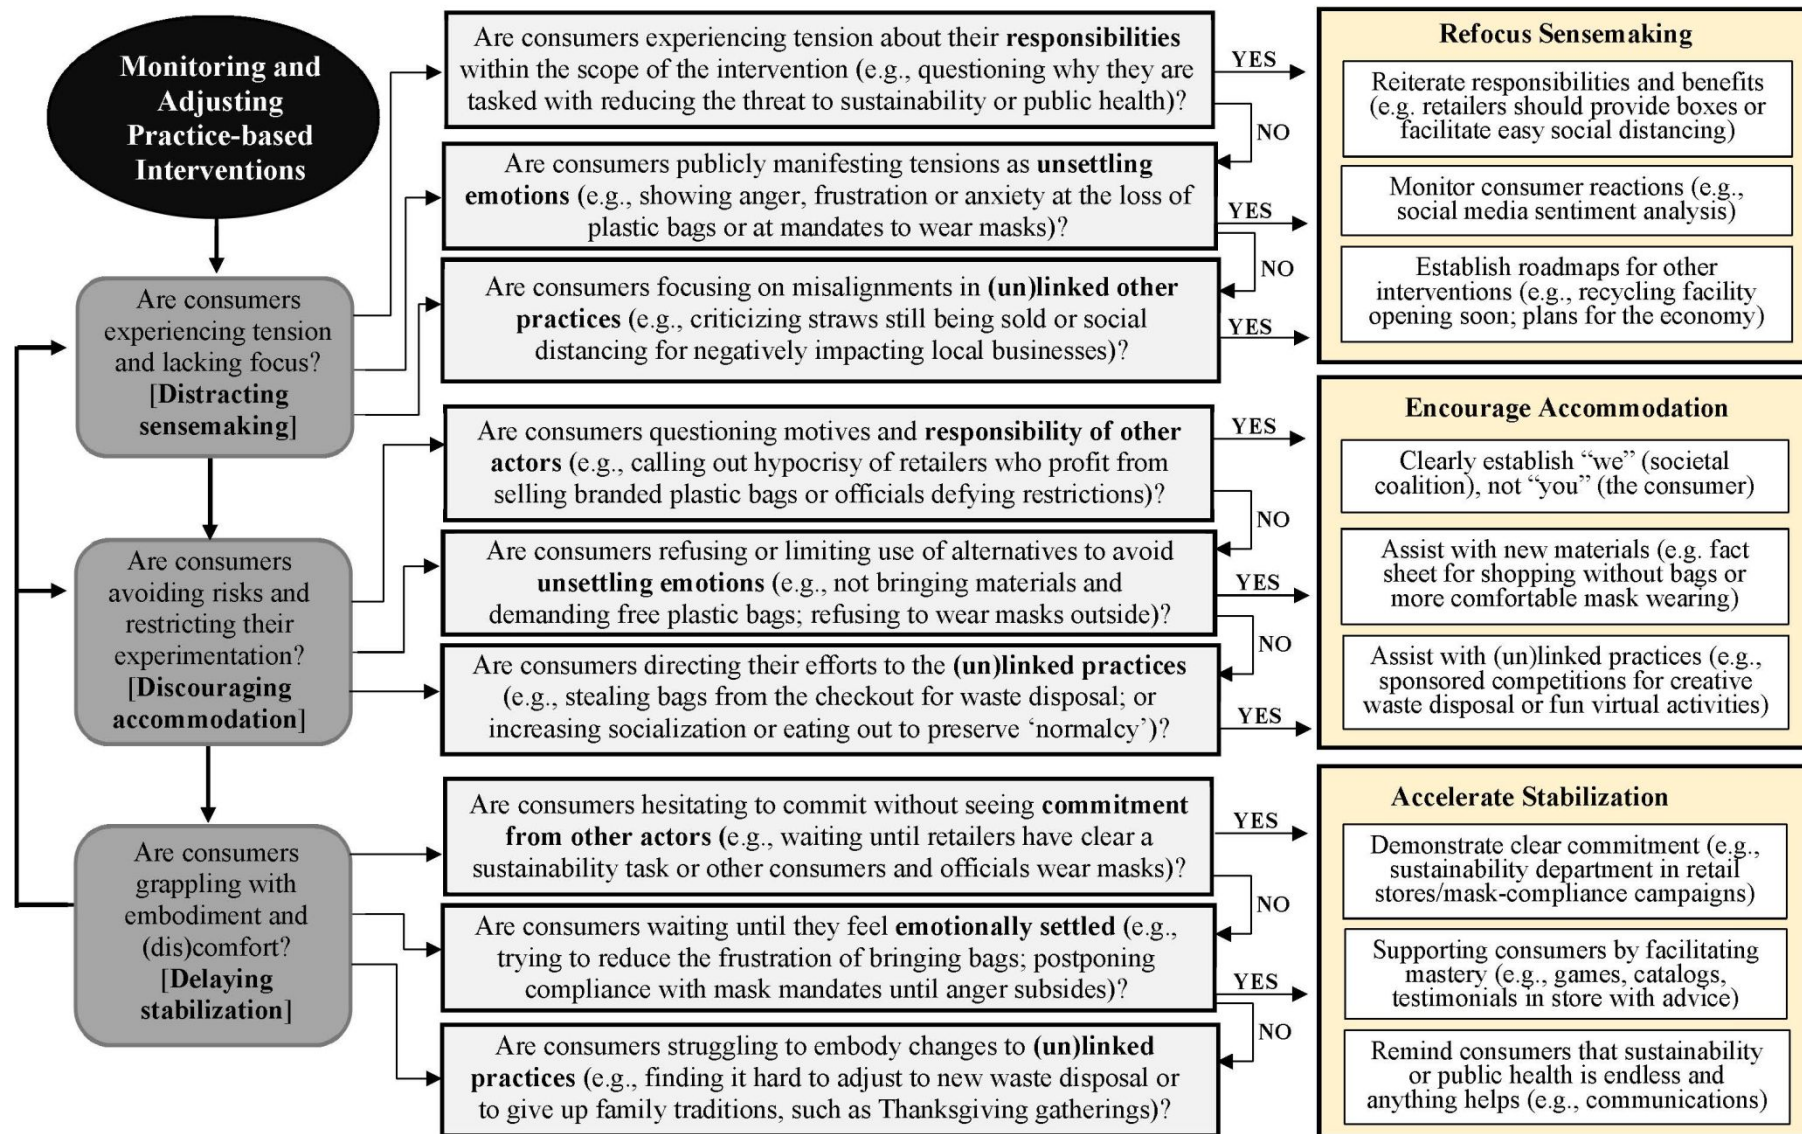 Monitoring and
Adjusting
Practice-based
Interventions
Are consumers
experiencing tension
and lacking focus?
[Distracting
sensemaking]
Are consumers
avoiding risks and
restricting their
experimentation?
[Discouraging
accommodation]
Are consumers
grappling with
embodiment and
(dis)comfort?
[Delaying
stabilization]
Are consumers experiencing tension about their responsibilities
within the scope of the intervention (e.g., questioning why they are
tasked with reducing the threat to sustainability or public health)?
YES
NO
Are consumers publicly manifesting tensions as unsettling
emotions (e.g., showing anger, frustration or anxiety at the loss of
plastic bags or at mandates to wear masks)?
YES
NO
Are consumers focusing on misalignments in (un)linked other
practices (e.g., criticizing straws still being sold or social
distancing for negatively impacting local businesses)?
YES
Are consumers questioning motives and responsibility of other
actors (e.g., calling out hypocrisy of retailers who profit from
selling branded plastic bags or officials defying restrictions)?
YES
NO
Are consumers refusing or limiting use of alternatives to avoid
unsettling emotions (e.g., not bringing materials and
demanding free plastic bags; refusing to wear masks outside)?
YES
NO
Are consumers directing their efforts to the (un)linked practices
(e.g., stealing bags from the checkout for waste disposal; or
increasing socialization or eating out to preserve ‘normalcy’)?
YES
Are consumers hesitating to commit without seeing commitment
from other actors (e.g., waiting until retailers have clear a
sustainability task or other consumers and officials wear masks)?
YES
NO
Are consumers waiting until they feel emotionally settled (e.g.,
trying to reduce the frustration of bringing bags; postponing
compliance with mask mandates until anger subsides)?
YES
NO
Are consumers struggling to embody changes to (un)linked
practices (e.g., finding it hard to adjust to new waste disposal or
to give up family traditions, such as Thanksgiving gatherings)?
Refocus Sensemaking
Reiterate responsibilities and benefits
(e.g. retailers should provide boxes or
facilitate easy social distancing)
Monitor consumer reactions (e.g.,
social media sentiment analysis)
Establish roadmaps for other
interventions (e.g., recycling facility
opening soon; plans for the economy)
Encourage Accommodation
Clearly establish “we” (societal
coalition), not “you” (the consumer)
Assist with new materials (e.g. fact
sheet for shopping without bags or
more comfortable mask wearing)
Assist with (un)linked practices (e.g.,
sponsored competitions for creative
waste disposal or fun virtual activities)
Accelerate Stabilization
Demonstrate clear commitment (e.g.,
sustainability department in retail
stores/mask-compliance campaigns)
Supporting consumers by facilitating
mastery (e.g., games, catalogs,
testimonials in store with advice)
Remind consumers that sustainability
or public health is endless and
anything helps (e.g., communications)